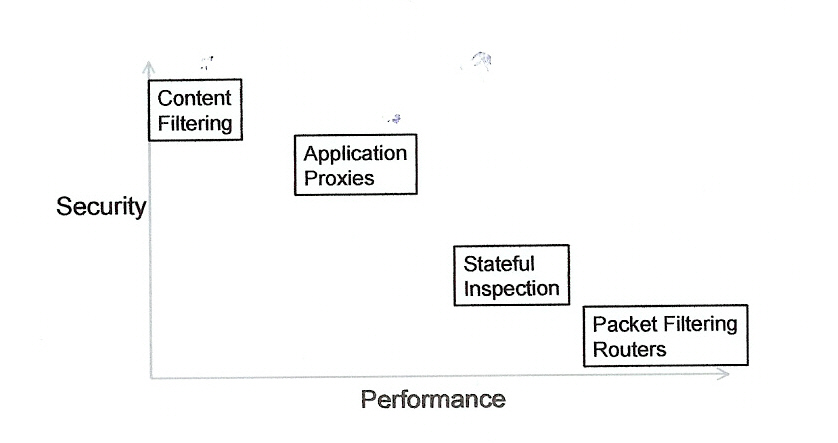 Content
Filtering
Application
Proxies
Security
Stateful
Inspection
Packet Filtering
Routers
Performance